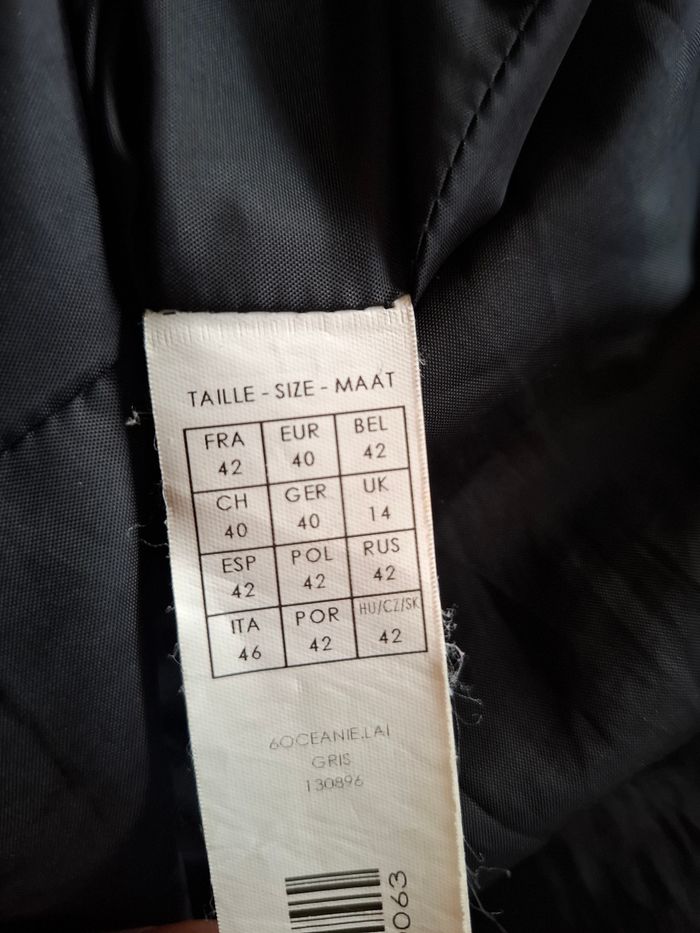 TAILLE - SIZE - MAAT
FRA EUR BEL
42 40 42
CH GER UK
40 40 14
ESP POL RUS
42 42 42
ITA POR HU/CZ/SK
46 42 42
6OCEANIE.LAI
GRIS
130896
063